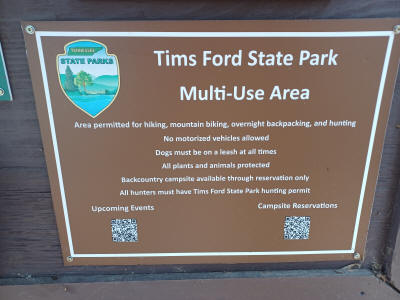 TENNESSEE
STATE PARKS
Tims Ford State Park
Multi-Use Area
Area permitted for hiking, mountain biking, overnight backpacking, and hunting
No motorized vehicles allowed
Dogs must be on a leash at all times
All plants and animals protected
Backcountry campsite available through reservation only
All hunters must have Tims Ford State Park hunting permit
Upcoming Events
Campsite Reservations